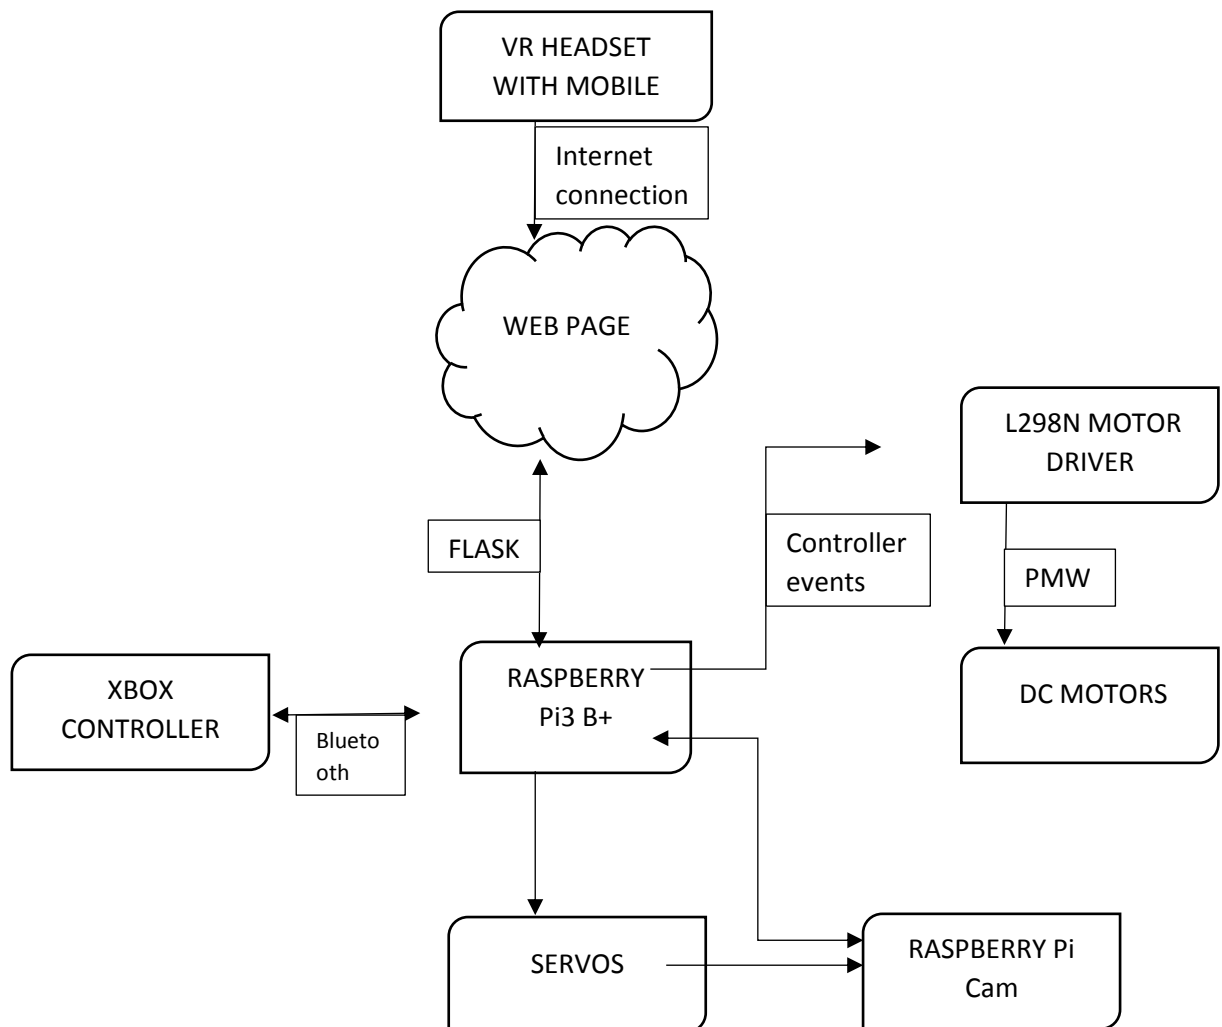 VR HEADSET
WITH MOBILE
Internet
connection
WEB PAGE
L298N MOTOR
DRIVER
FLASK
Controller
events
PMW
XBOX
CONTROLLER
Blueto
oth
RASPBERRY
Pi3 B+
DC MOTORS
SERVOS
RASPBERRY Pi
Cam